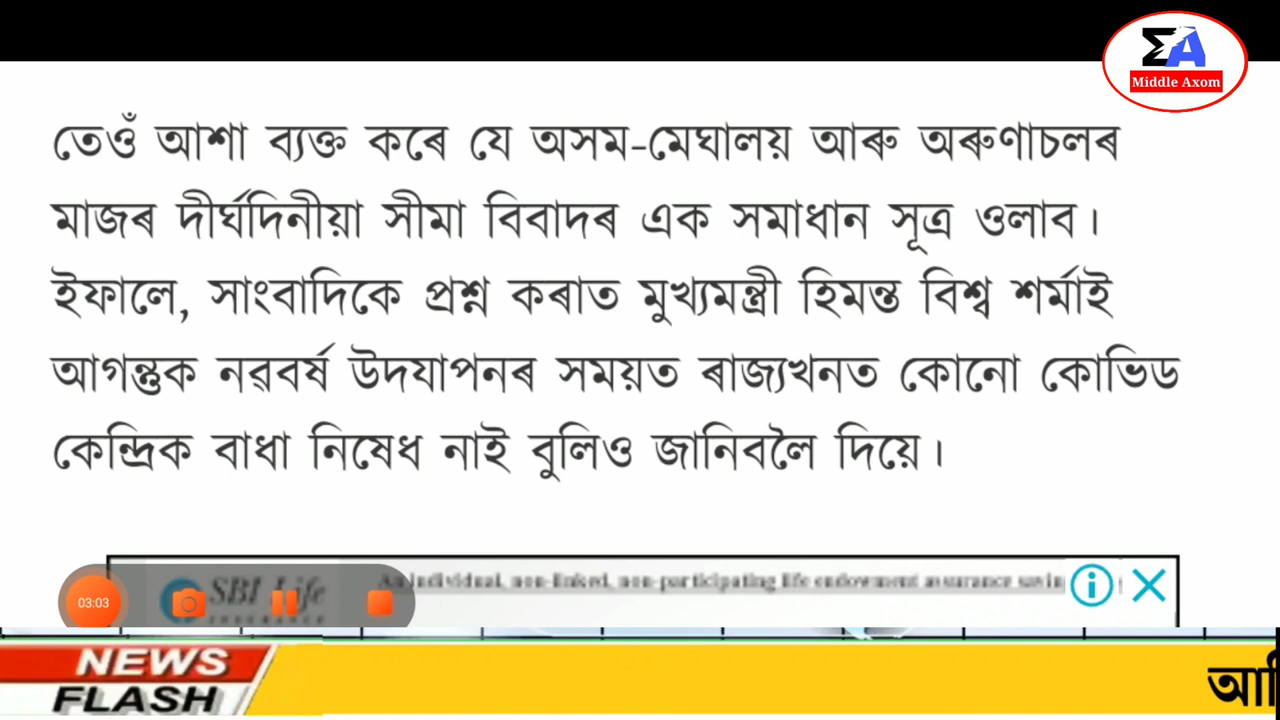 Middle Axom
তেওঁ আশা ব্যক্ত কৰে যে অসম-মেঘালয় আৰু অৰুণাচলৰ
মাজৰ দীৰ্ঘদিনীয়া সীমা বিবাদৰ এক সমাধান সূত্ৰ ওলাব।
ইফালে, সাংবাদিকে প্ৰশ্ন কৰাত মুখ্যমন্ত্ৰী হিমন্ত বিশ্ব শৰ্মাই
আগন্তুক নৱবৰ্ষ উদযাপনৰ সময়ত ৰাজ্যখনত কোনো কোভিড
কেন্দ্ৰিক বাধা নিষেধ নাই বুলিও জানিবলৈ দিয়ে।
SBI Life An individual, non-linked, non-participating life endowment assurance
INSURANCE
03:03
NEWS
FLASH